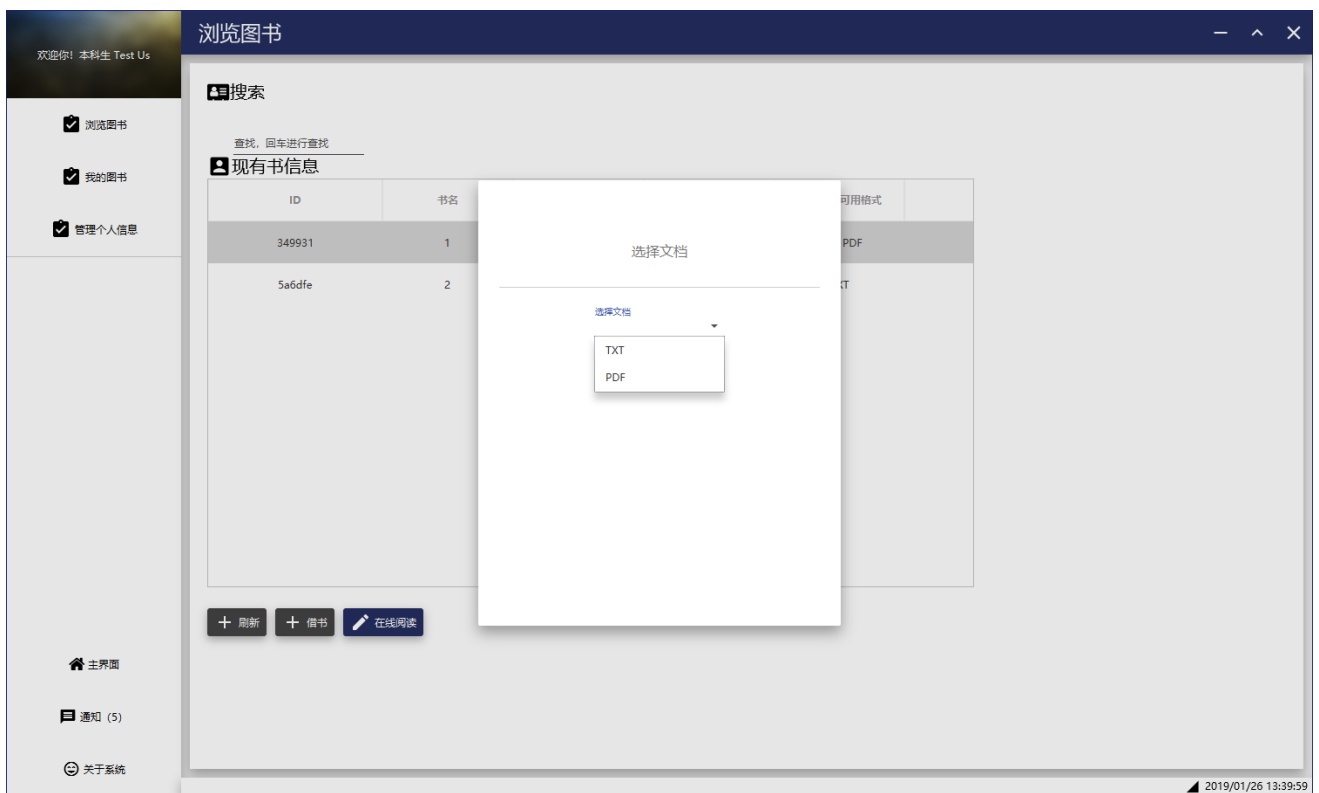 浏览图书
欢迎你！本科生 Test Us
搜索
浏览图书
查找，回车进行查找
现有书信息
我的图书
ID 书名 可用格式
管理个人信息
349931 1 PDF
选择文档
5a6dfe 2
选择文档
TXT
PDF
刷新 借书 在线阅读
主界面
通知（5）
关于系统
2019/01/26 13:39:59